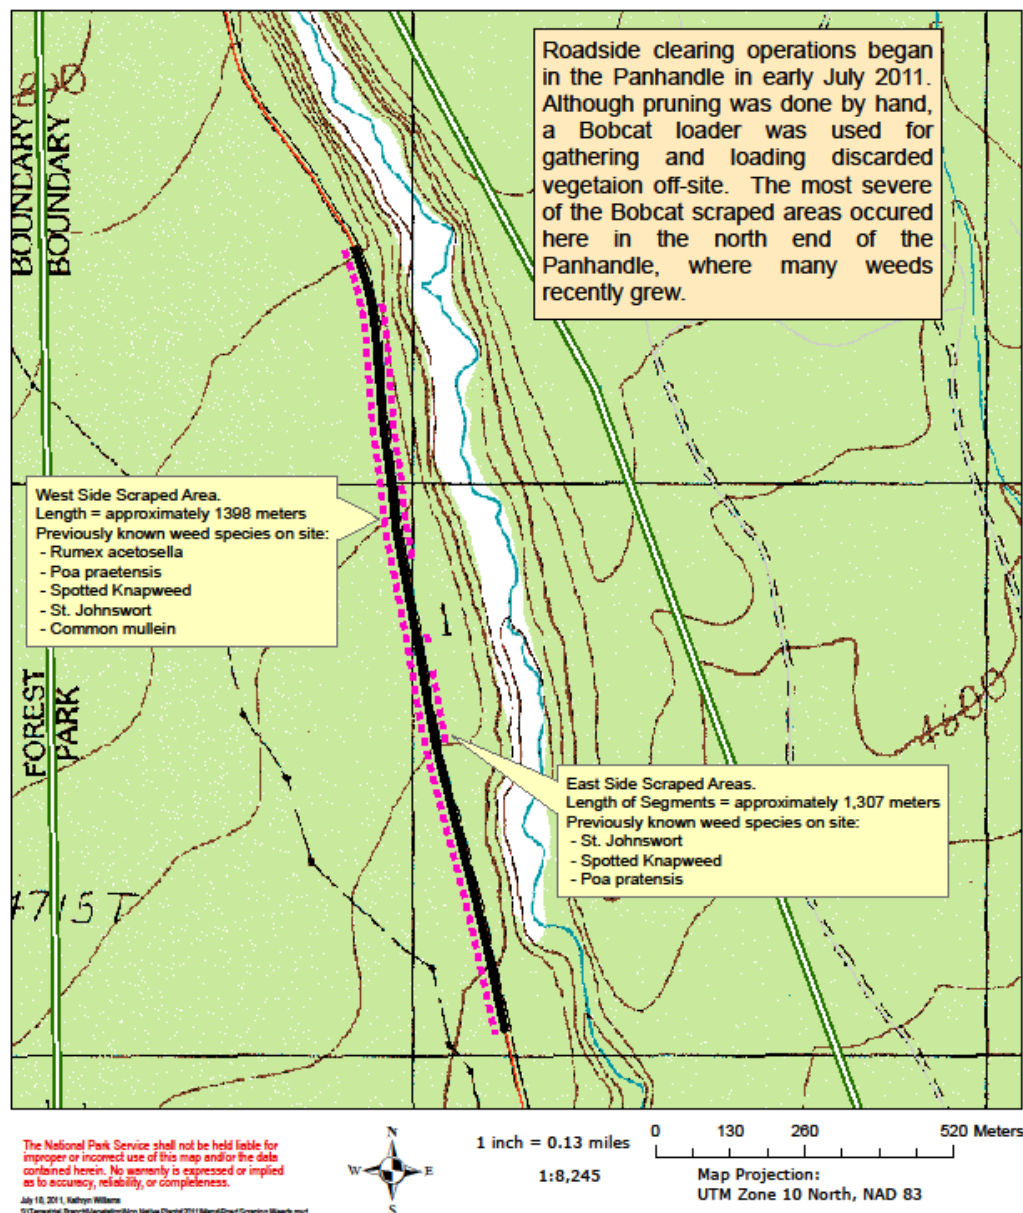 Roadside clearing operations began
in the Panhandle in early July 2011.
Although pruning was done by hand,
a Bobcat loader was used for
gathering and loading discarded
vegetaion off-site. The most severe
of the Bobcat scraped areas occured
here in the north end of the
Panhandle, where many weeds
recently grew.
BOUNDARY
BOUNDARY
West Side Scraped Area.
Length = approximately 1398 meters
Previously known weed species on site:
- Rumex acetosella
- Poa praetensis
- Spotted Knapweed
- St. Johnswort
- Common mullein
1
FOREST
PARK
4600
East Side Scraped Areas.
Length of Segments = approximately 1,307 meters
Previously known weed species on site:
- St. Johnswort
- Spotted Knapweed
- Poa pratensis
4715T
The National Park Service shall not be held liable for
improper or incorrect use of this map and/or the data
contained herein. No warranty is expressed or implied
as to accuracy, reliability, or completeness.
July 18, 2011, Kathryn Williams
N
W
E
S
1 inch = 0.13 miles
1:8,245
0 130 260 520 Meters
Map Projection:
UTM Zone 10 North, NAD 83